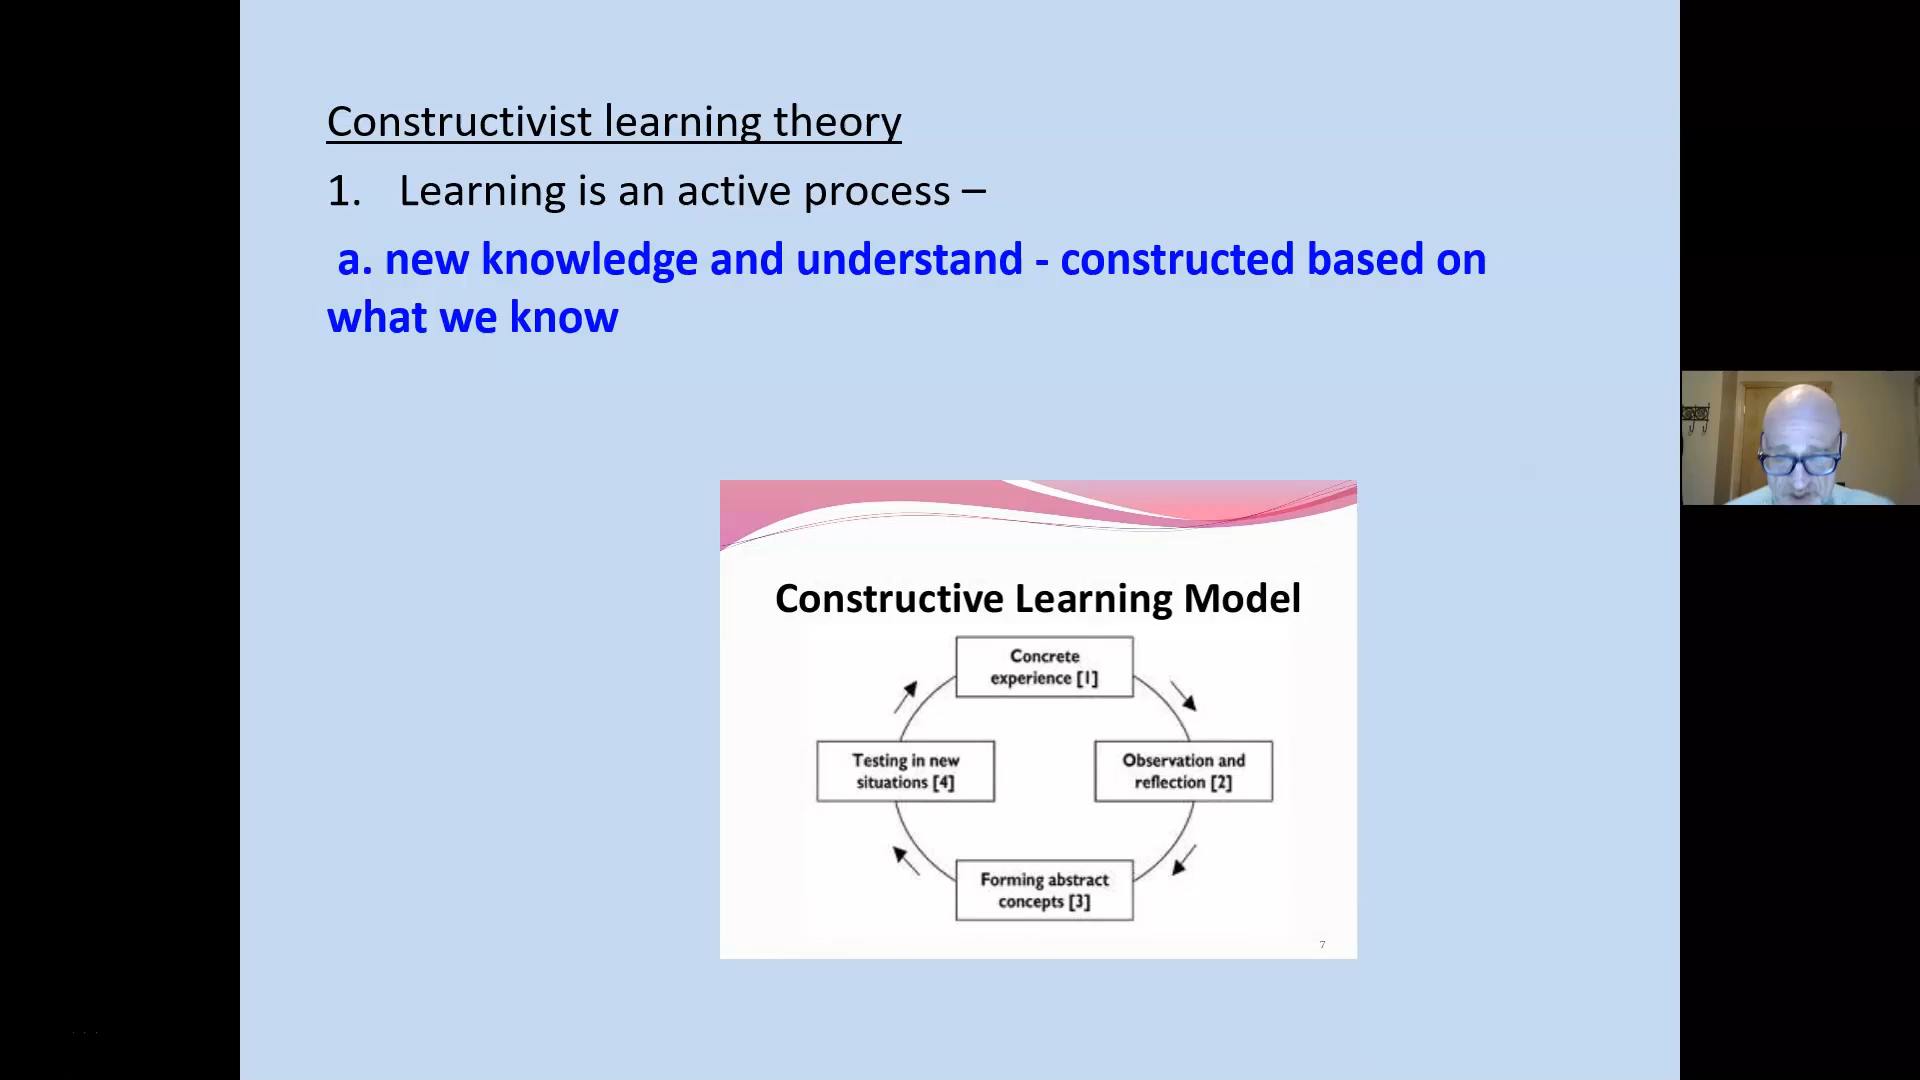 Constructivist learning theory
1. Learning is an active process –
a. new knowledge and understand - constructed based on
what we know
Constructive Learning Model
Concrete
experience [1]
Testing in new
situations [4]
Observation and
reflection [2]
Forming abstract
concepts [3]
7